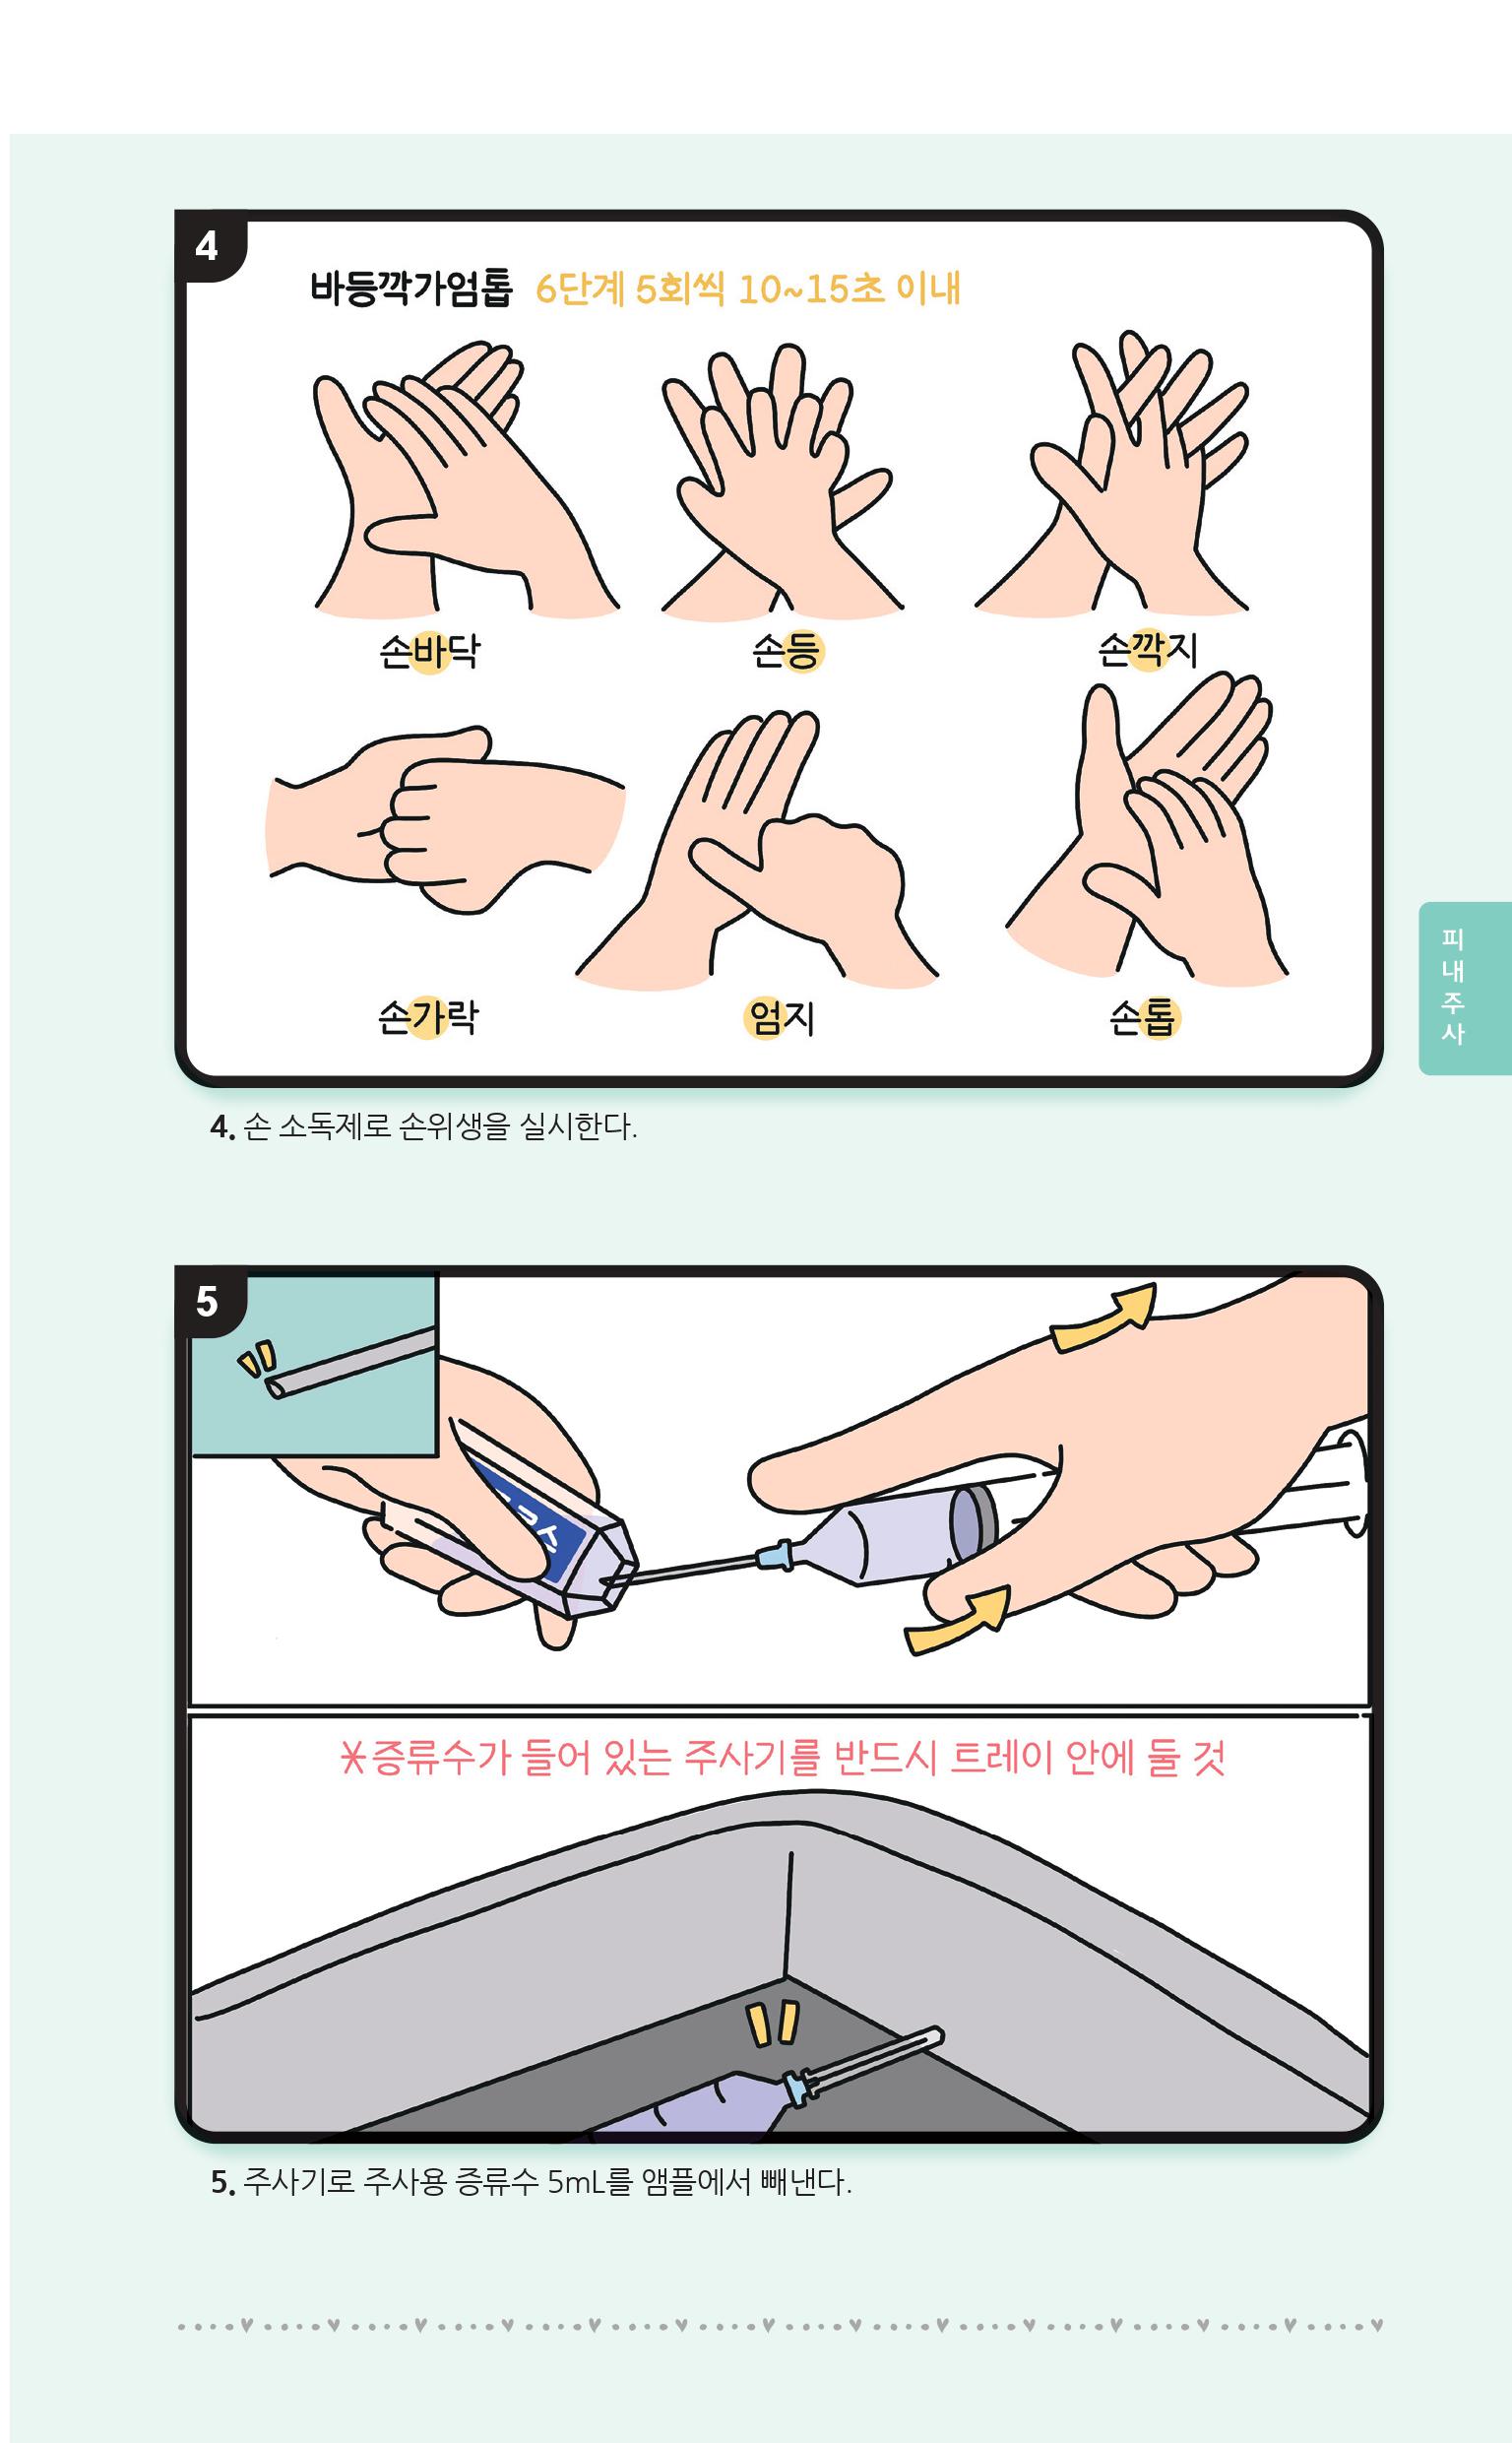 4
바등깍가엄톱 6단계 5회씩 10~15초 이내
손바닥 손등 손깍지
손가락 엄지 손톱
4. 손 소독제로 손위생을 실시한다.
피
내
주
사
5
*증류수가 들어 있는 주사기를 반드시 트레이 안에 둘 것
5. 주사기로 주사용 증류수 5mL를 앰플에서 빼낸다.